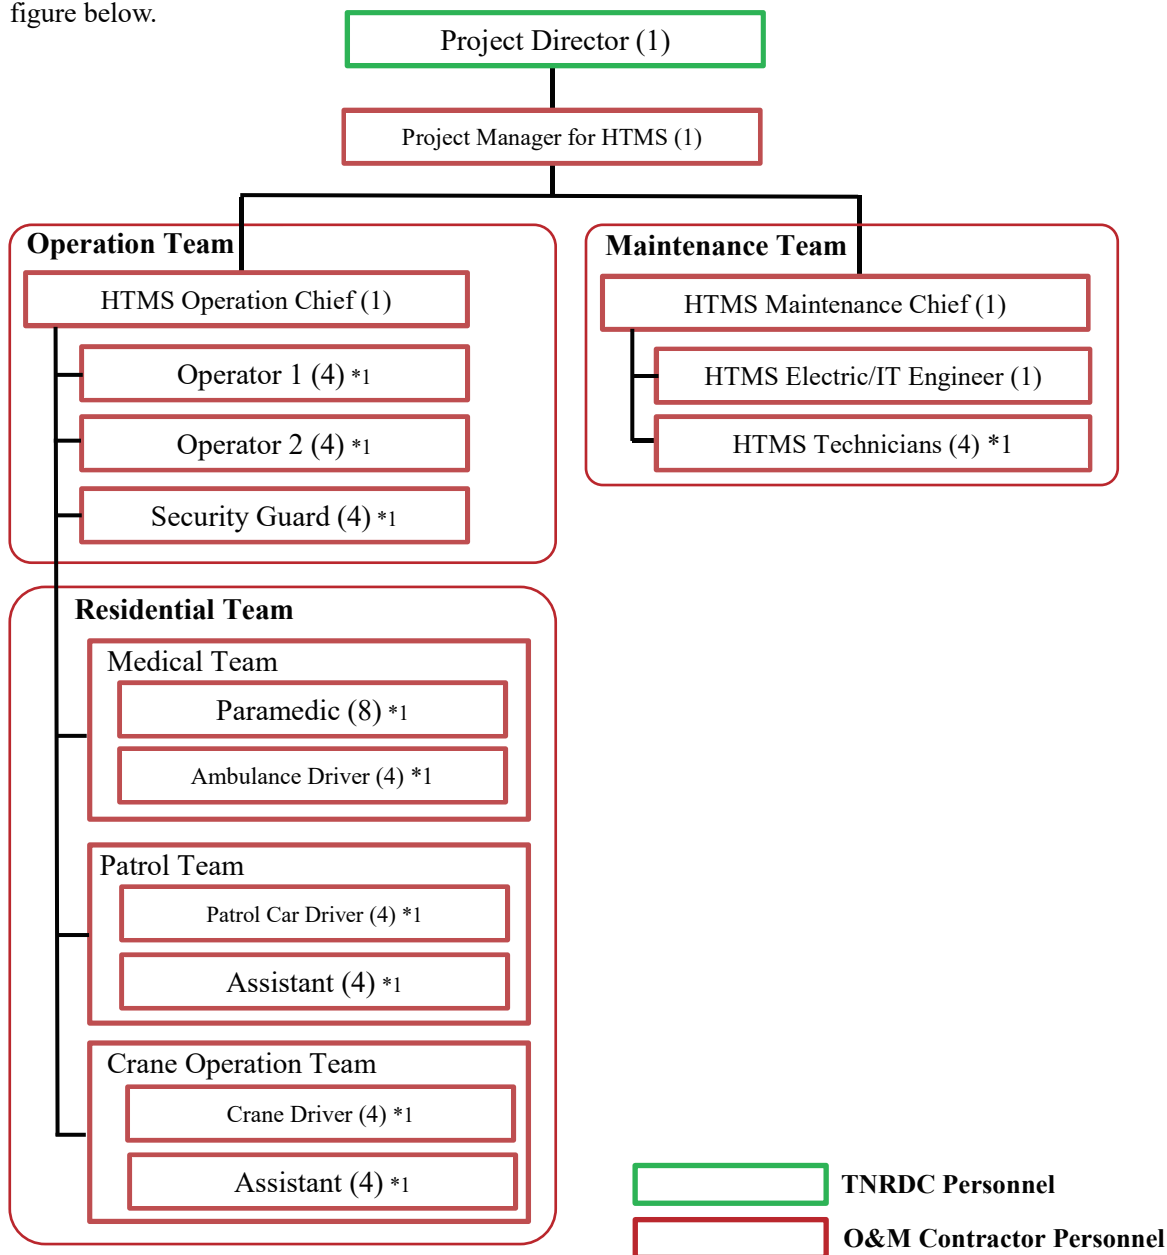 figure below.
Project Director (1)
Project Manager for HTMS (1)
Operation Team
HTMS Operation Chief (1)
Operator 1 (4) *1
Operator 2 (4) *1
Security Guard (4) *1
Maintenance Team
HTMS Maintenance Chief (1)
HTMS Electric/IT Engineer (1)
HTMS Technicians (4) *1
Residential Team
Medical Team
Paramedic (8) *1
Ambulance Driver (4) *1
Patrol Team
Patrol Car Driver (4) *1
Assistant (4) *1
Crane Operation Team
Crane Driver (4) *1
Assistant (4) *1
TNRDC Personnel
O&M Contractor Personnel